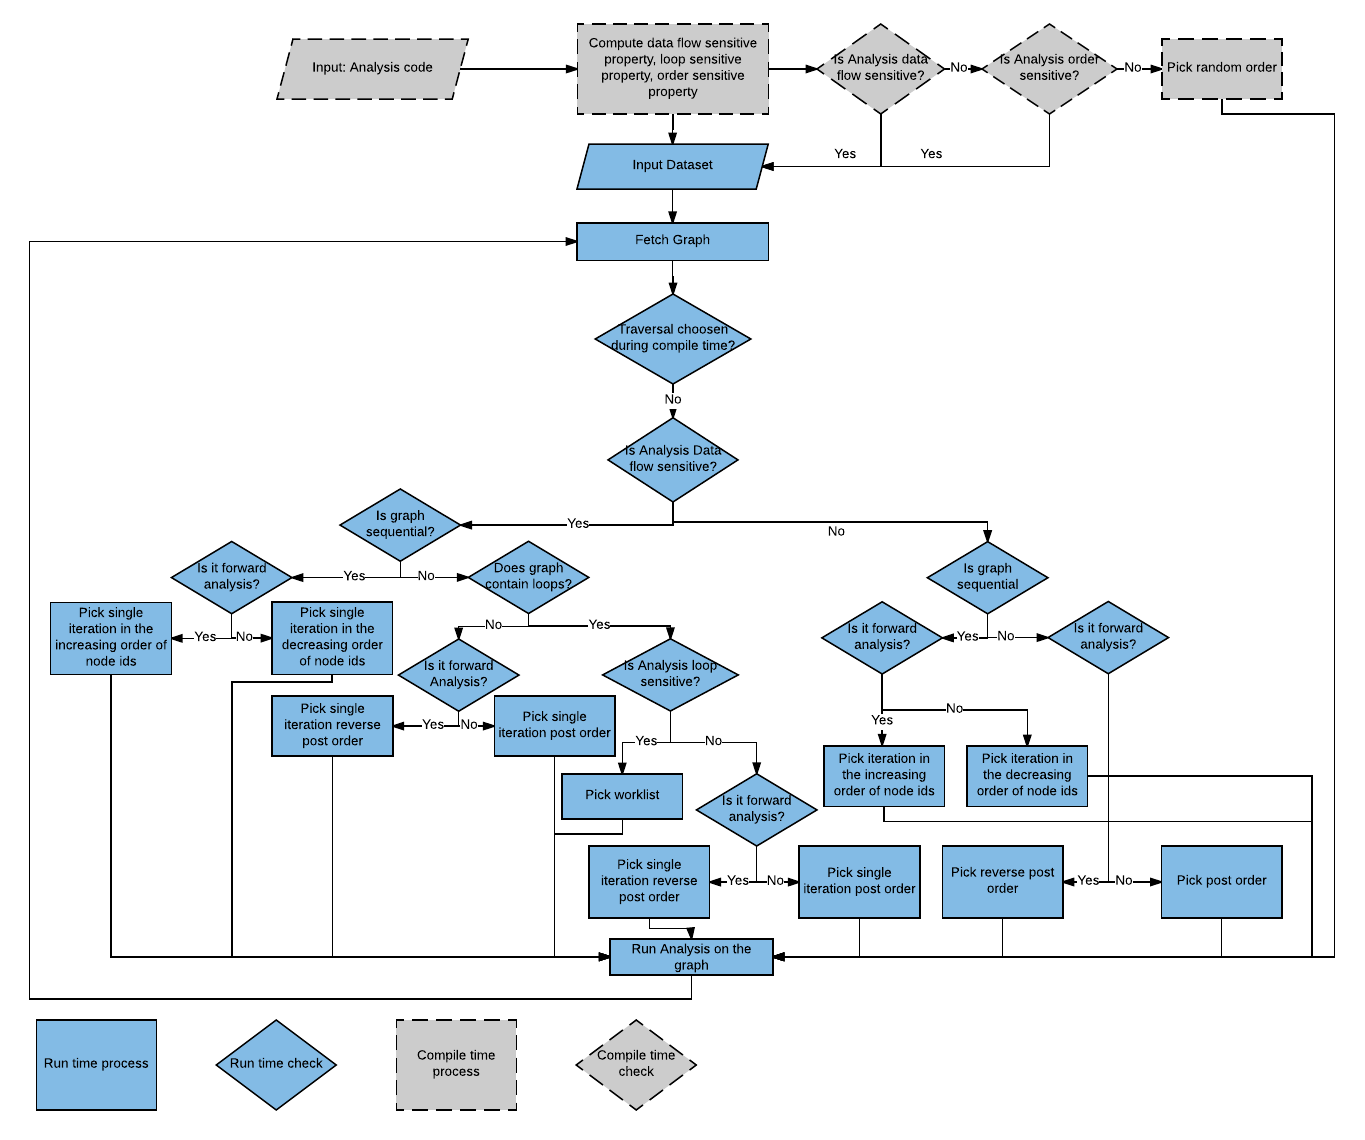 Input: Analysis code
Compute data flow sensitive
property, loop sensitive
property, order sensitive
property
Is Analysis data
flow sensitive?
No
Is Analysis order
sensitive?
No
Pick random order
Yes
Yes
Input Dataset
Fetch Graph
Traversal choosen
during compile time?
No
Is Analysis Data
flow sensitive?
Yes
No
Is graph
sequential?
Yes
No
Is it forward
analysis?
Does graph
contain loops?
Is graph
sequential
Pick single
iteration in the
increasing order of
node ids
Yes
No
Pick single
iteration in the
decreasing order
of node ids
No
Yes
Is it forward
Analysis?
Is Analysis loop
sensitive?
Is it forward
analysis?
Yes
No
Is it forward
analysis?
Pick single
iteration reverse
post order
Yes
No
Pick single
iteration post order
Yes
No
Yes
No
Pick worklist
Is it forward
analysis?
Pick iteration in
the increasing
order of node ids
Pick iteration in
the decreasing
order of node ids
Pick single
iteration reverse
post order
Yes
No
Pick single
iteration post order
Pick reverse post
order
Yes
No
Pick post order
Run Analysis on the
graph
Run time process
Run time check
Compile time
process
Compile time
check